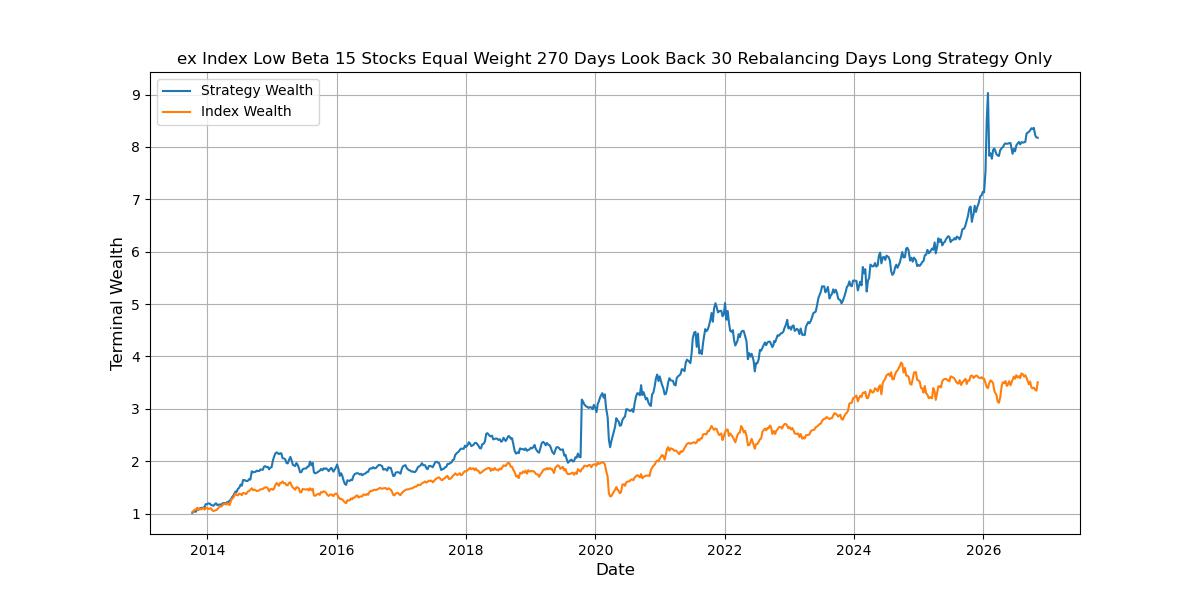 ex Index Low Beta 15 Stocks Equal Weight 270 Days Look Back 30 Rebalancing Days Long Strategy Only
Strategy Wealth
Index Wealth
Terminal Wealth
9
8
7
6
5
4
3
2
1
2014 2016 2018 2020 2022 2024 2026
Date